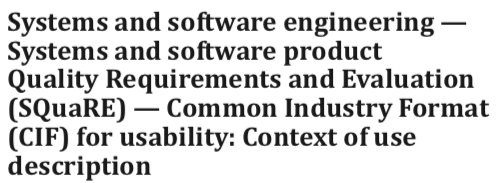 Systems and software engineering —
Systems and software product
Quality Requirements and Evaluation
(SQuaRE) — Common Industry Format
(CIF) for usability: Context of use
description